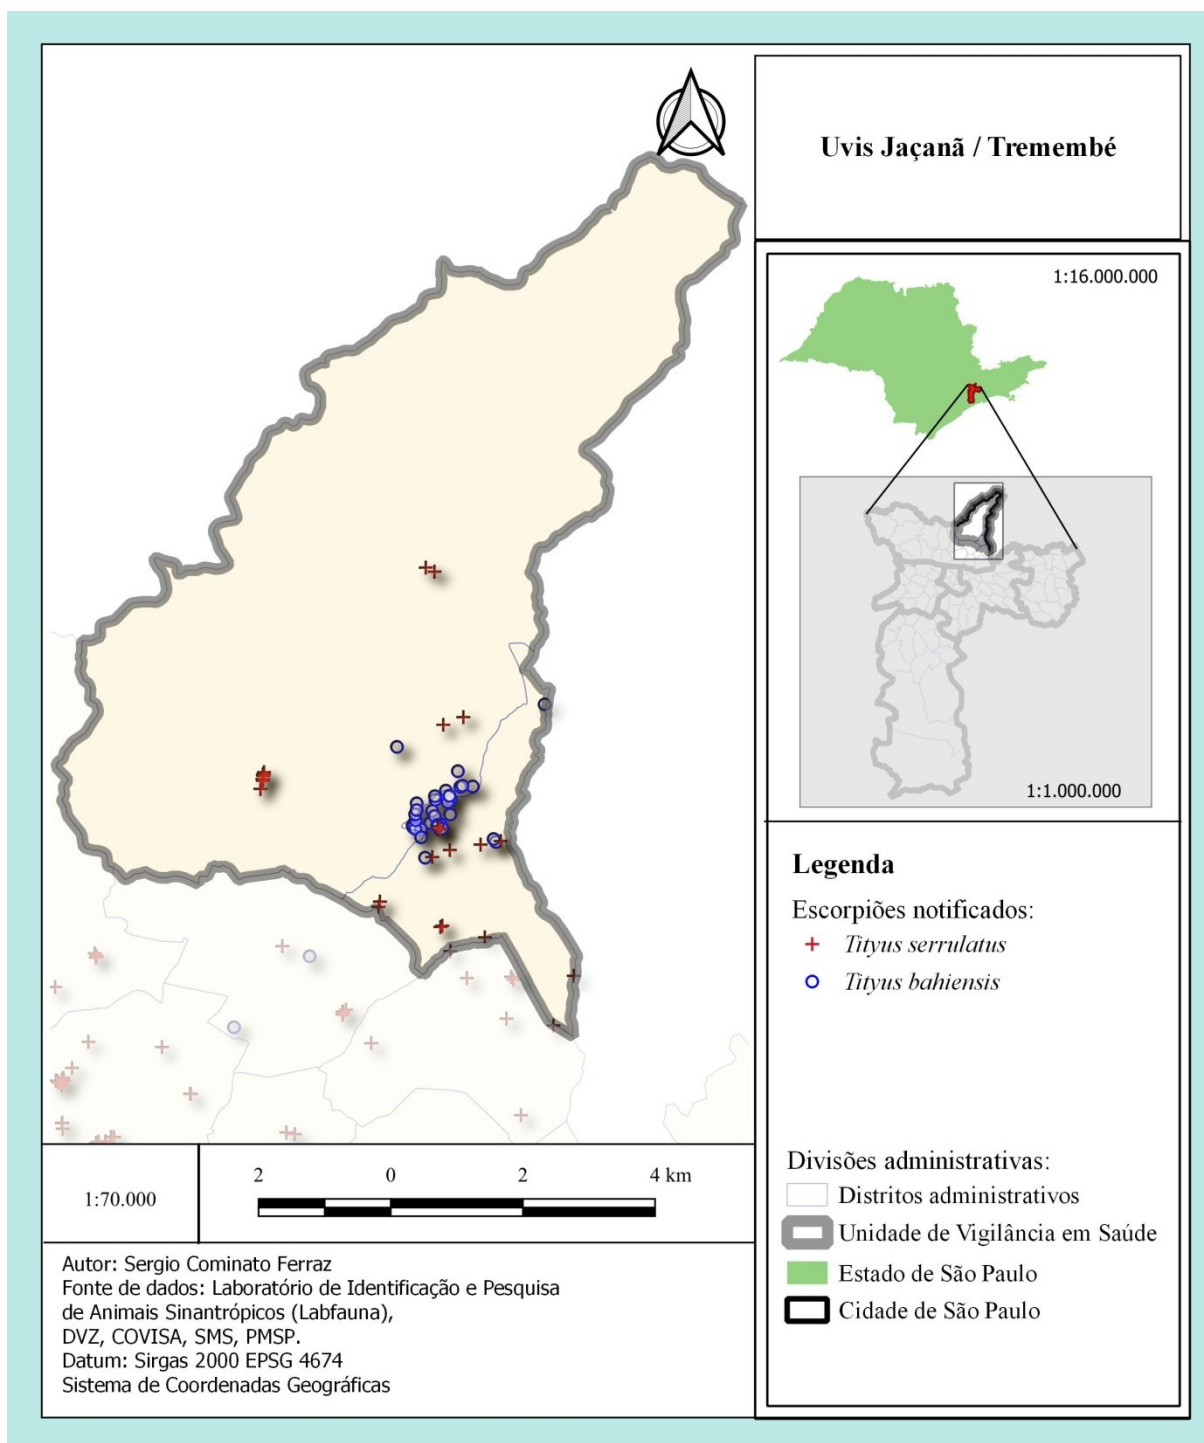 Uvis Jaçanã / Tremembé
1:16.000.000
1:1.000.000
Legenda
Escorpiões notificados:
Tityus serrulatus
Tityus bahiensis
Divisões administrativas:
Distritos administrativos
Unidade de Vigilância em Saúde
Estado de São Paulo
Cidade de São Paulo
1:70.000
2 0 2 4 km
Autor: Sergio Cominato Ferraz
Fonte de dados: Laboratório de Identificação e Pesquisa
de Animais Sinantrópicos (Labfauna),
DVZ, COVISA, SMS, PMSP.
Datum: Sirgas 2000 EPSG 4674
Sistema de Coordenadas Geográficas